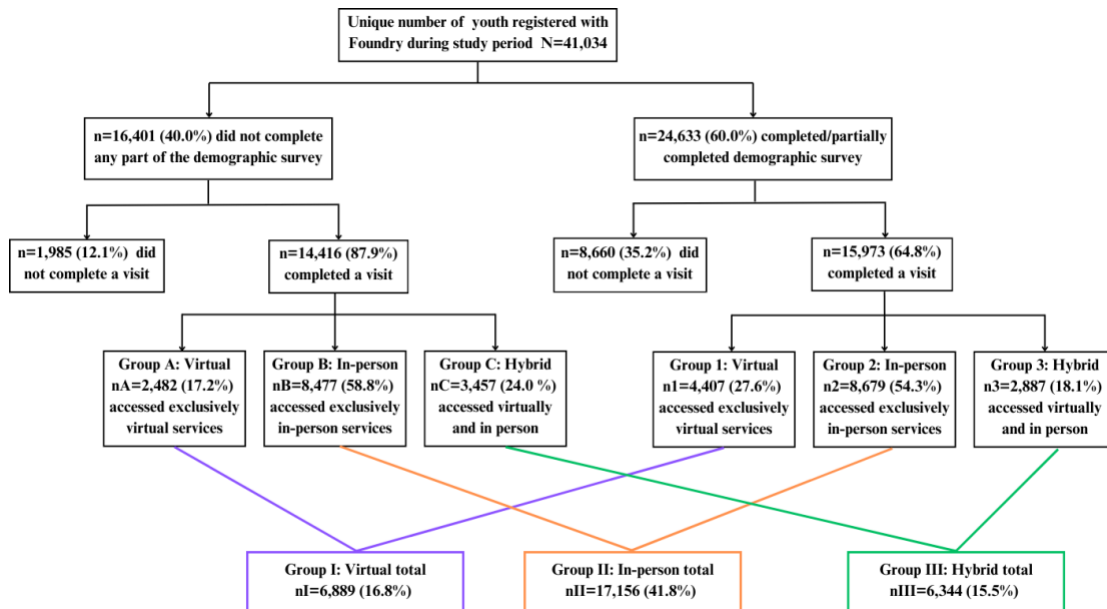 Unique number of youth registered with
Foundry during study period N=41,034
n=16,401 (40.0%) did not complete
any part of the demographic survey
n=24,633 (60.0%) completed/partially
completed demographic survey
n=1,985 (12.1%) did
not complete a visit
n=14,416 (87.9%)
completed a visit
n=8,660 (35.2%) did
not complete a visit
n=15,973 (64.8%)
completed a visit
Group A: Virtual
nA=2,482 (17.2%)
accessed exclusively
virtual services
Group B: In-person
nB=8,477 (58.8%)
accessed exclusively
in-person services
Group C: Hybrid
nC=3,457 (24.0 %)
accessed virtually
and in person
Group 1: Virtual
n1=4,407 (27.6%)
accessed exclusively
virtual services
Group 2: In-person
n2=8,679 (54.3%)
accessed exclusively
in-person services
Group 3: Hybrid
n3=2,887 (18.1%)
accessed virtually
and in person
Group I: Virtual total
nI=6,889 (16.8%)
Group II: In-person total
nII=17,156 (41.8%)
Group III: Hybrid total
nIII=6,344 (15.5%)